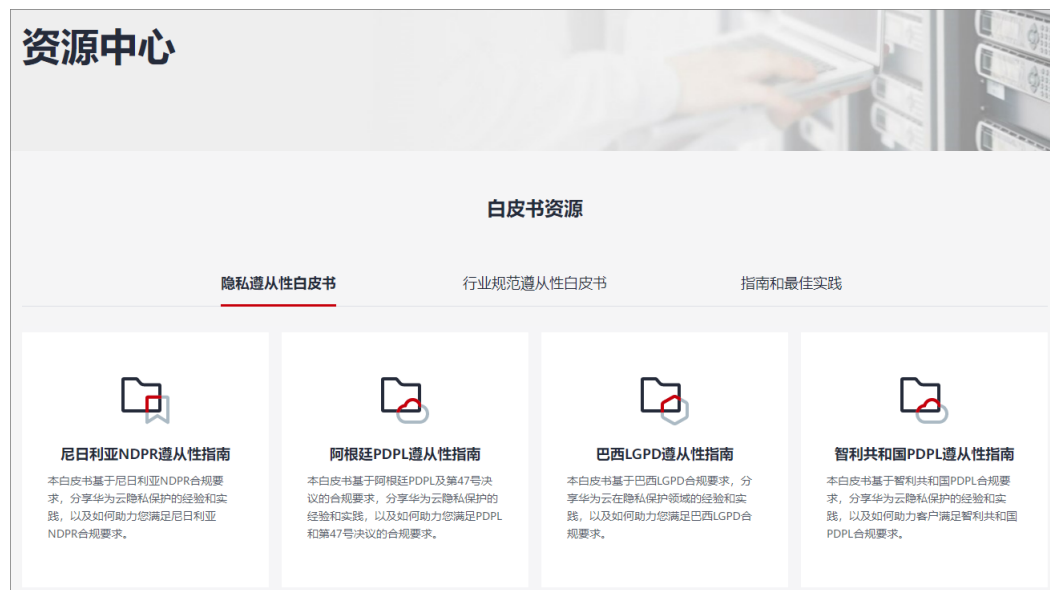 资源中心
白皮书资源
隐私遵从性白皮书
行业规范遵从性白皮书
指南和最佳实践
尼日利亚NDPR遵从性指南
本白皮书基于尼日利亚NDPR合规要
求，分享华为云隐私保护的经验和实
践，以及如何助力您满足尼日利亚
NDPR合规要求。
阿根廷PDPL遵从性指南
本白皮书基于阿根廷PDPL及第47号决
议的合规要求，分享华为云隐私保护的
经验和实践，以及如何助力您满足PDPL
和第47号决议的合规要求。
巴西LGPD遵从性指南
本白皮书基于巴西LGPD合规要求，分
享华为云在隐私保护领域的经验和实
践，以及如何助力您满足巴西LGPD合
规要求。
智利共和国PDPL遵从性指南
本白皮书基于智利共和国PDPL合规要
求，分享华为云隐私保护的经验和实
践，以及如何助力客户满足智利共和国
PDPL合规要求。